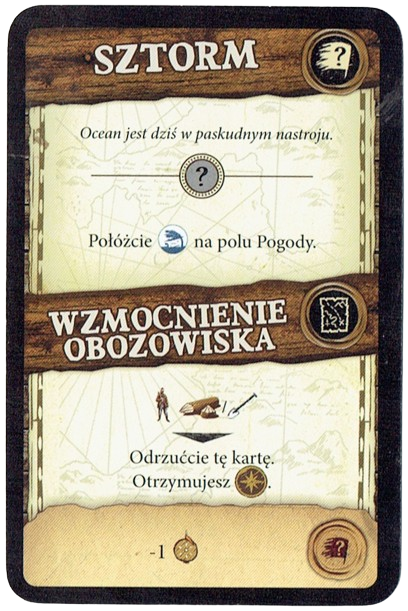 SZTORM
?
Ocean jest dziś w paskudnym nastroju.
?
Połóżcie na polu Pogody.
WZMOCNIENIE
OBOZOWISKA
/
Odrzućcie tę kartę.
Otrzymujesz .
-1
?